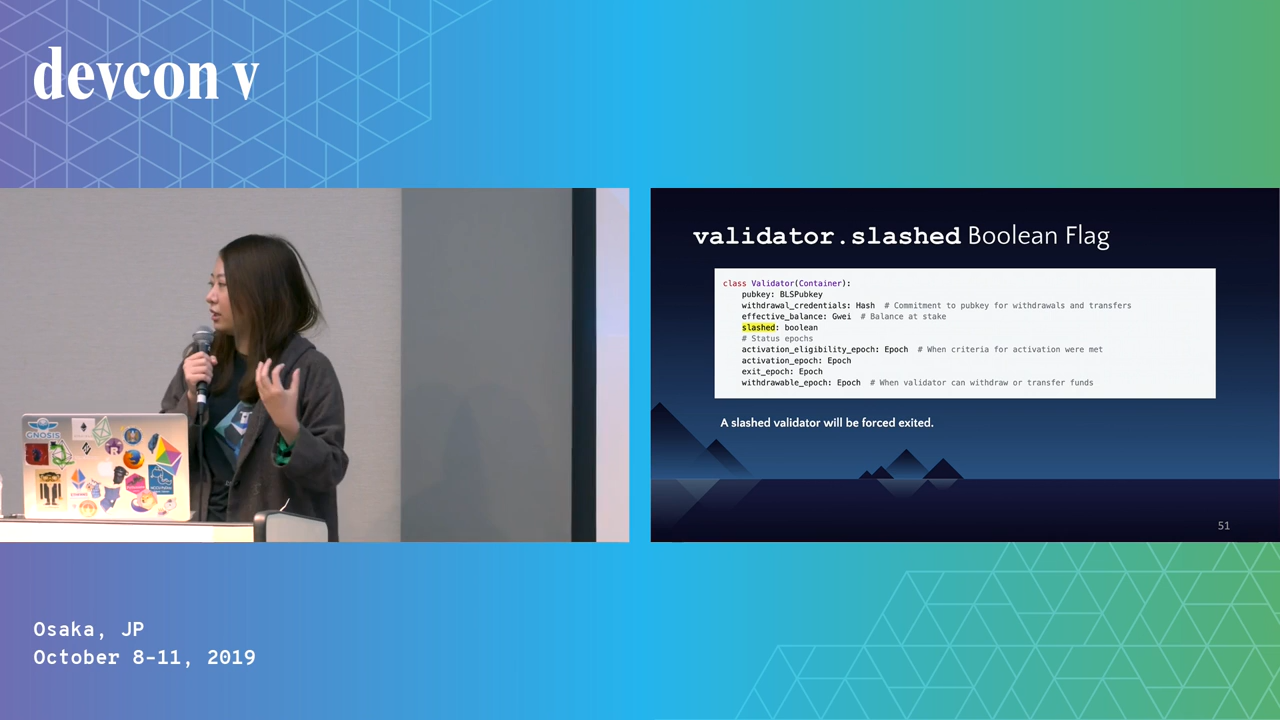 devcon v
validator.slashed Boolean Flag
class Validator(Container):
pubkey: BLSPubkey
withdrawal_credentials: Hash # Commitment to pubkey for withdrawals and transfers
effective_balance: Gwei # Balance at stake
slashed: boolean
# Status epochs
activation_eligibility_epoch: Epoch # When criteria for activation were met
activation_epoch: Epoch
exit_epoch: Epoch
withdrawable_epoch: Epoch # When validator can withdraw or transfer funds
A slashed validator will be forced exited.
51
GNOSIS
Osaka, JP
October 8-11, 2019